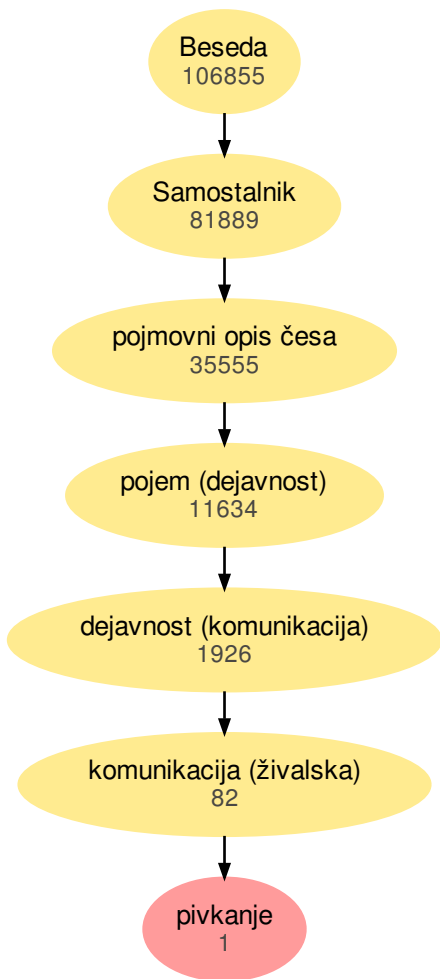 Beseda
106855
Samostalnik
81889
pojmovni opis česa
35555
pojem (dejavnost)
11634
dejavnost (komunikacija)
1926
komunikacija (živalska)
82
pivkanje
1